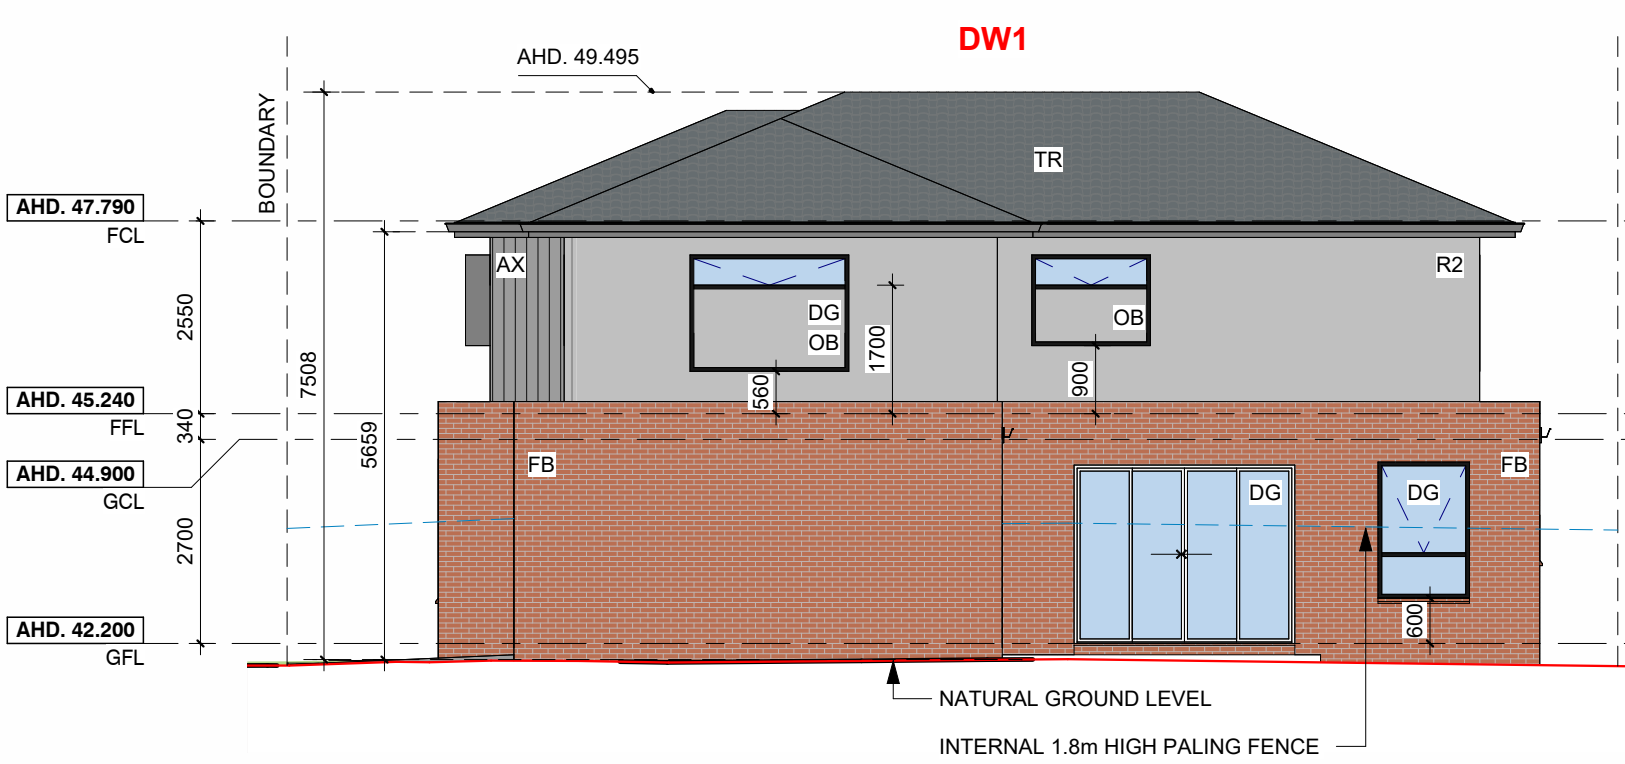 DW1
AHD. 49.495
BOUNDARY
TR
AHD. 47.790
FCL
AX
R2
DG
OB
OB
2550
7508
1700
560
900
AHD. 45.240
FFL
340
5659
AHD. 44.900
GCL
FB
FB
DG
DG
2700
600
AHD. 42.200
GFL
NATURAL GROUND LEVEL
INTERNAL 1.8m HIGH PALING FENCE